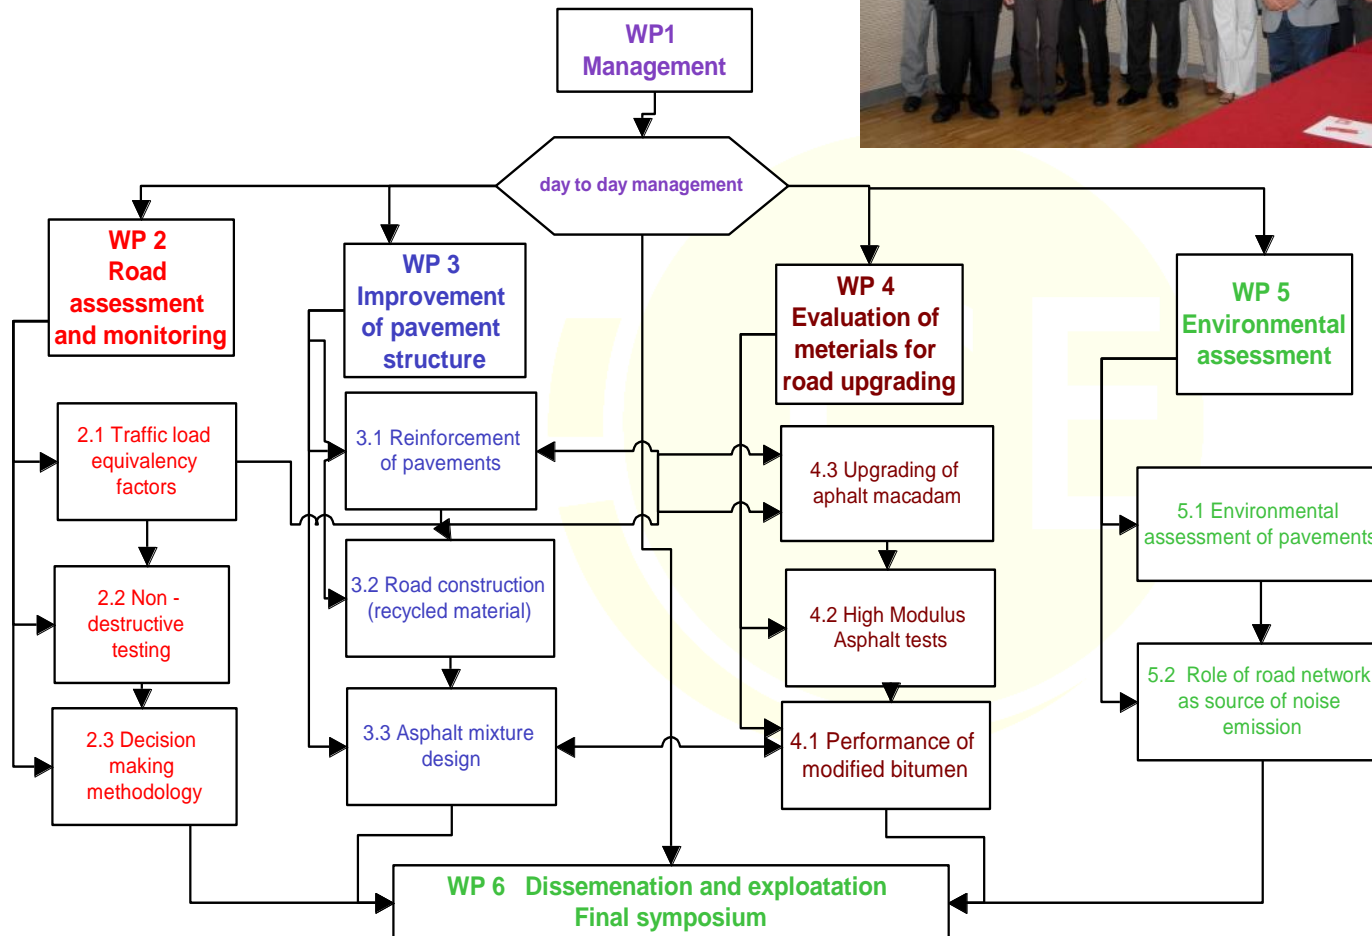 WP1
Management
day to day management
WP 2
Road
assessment
and monitoring
WP 3
Improvement
of pavement
structure
WP 4
Evaluation of
meterials for
road upgrading
WP 5
Environmental
assessment
2.1 Traffic load
equivalency
factors
3.1 Reinforcement
of pavements
4.3 Upgrading of
aphalt macadam
5.1 Environmental
assessment of pavements
2.2 Non -
destructive
testing
3.2 Road construction
(recycled material)
4.2 High Modulus
Asphalt tests
5.2 Role of road network
as source of noise
emission
2.3 Decision
making
methodology
3.3 Asphalt mixture
design
4.1 Performance of
modified bitumen
WP 6 Dissemenation and exploatation
Final symposium